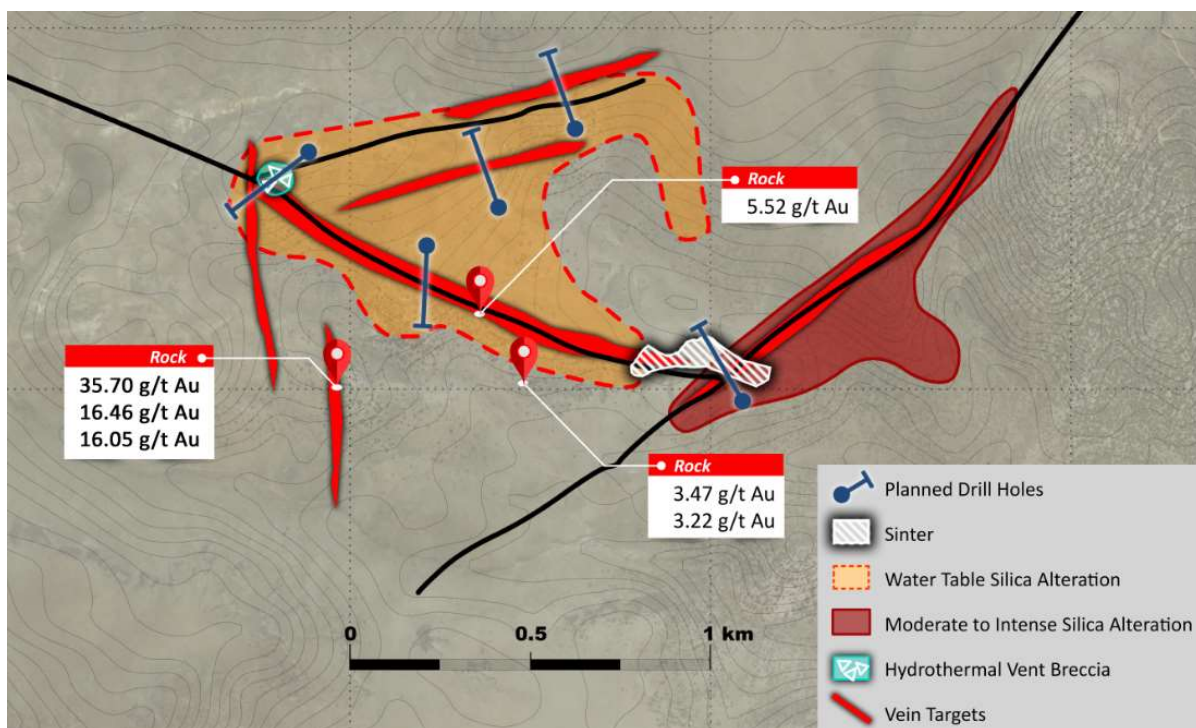 Rock
5.52 g/t Au
Rock
35.70 g/t Au
16.46 g/t Au
16.05 g/t Au
Rock
3.47 g/t Au
3.22 g/t Au
0 0.5 1 km
Planned Drill Holes
Sinter
Water Table Silica Alteration
Moderate to Intense Silica Alteration
Hydrothermal Vent Breccia
Vein Targets